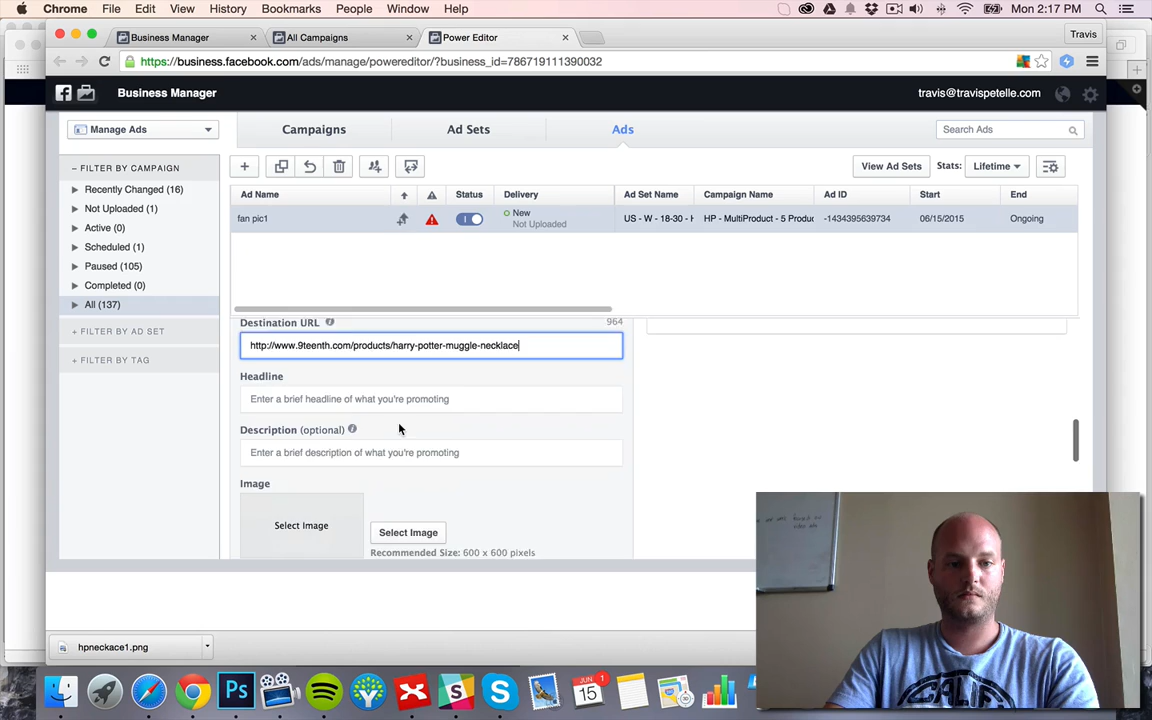 Chrome File Edit View History Bookmarks People Window Help Mon 2:17 PM
Business Manager All Campaigns Power Editor Travis
https://business.facebook.com/ads/manage/powereditor/?business_id=786719111390032
Business Manager travis@travispetelle.com
Manage Ads Campaigns Ad Sets Ads Search Ads
– FILTER BY CAMPAIGN View Ad Sets Stats: Lifetime
Recently Changed (16) Ad Name Status Delivery Ad Set Name Campaign Name Ad ID Start End
Not Uploaded (1) fan pic1 New Not Uploaded US - W - 18-30 - H HP - MultiProduct - 5 Produ -1434395639734 06/15/2015 Ongoing
Active (0)
Scheduled (1)
Paused (105)
Completed (0)
All (137)
+ FILTER BY AD SET
+ FILTER BY TAG
Destination URL 964
http://www.9teenth.com/products/harry-potter-muggle-necklace
Headline
Enter a brief headline of what you're promoting
Description (optional)
Enter a brief description of what you're promoting
Image
Select Image Select Image
Recommended Size: 600 x 600 pixels
hpneckace1.png
JUN 1
15